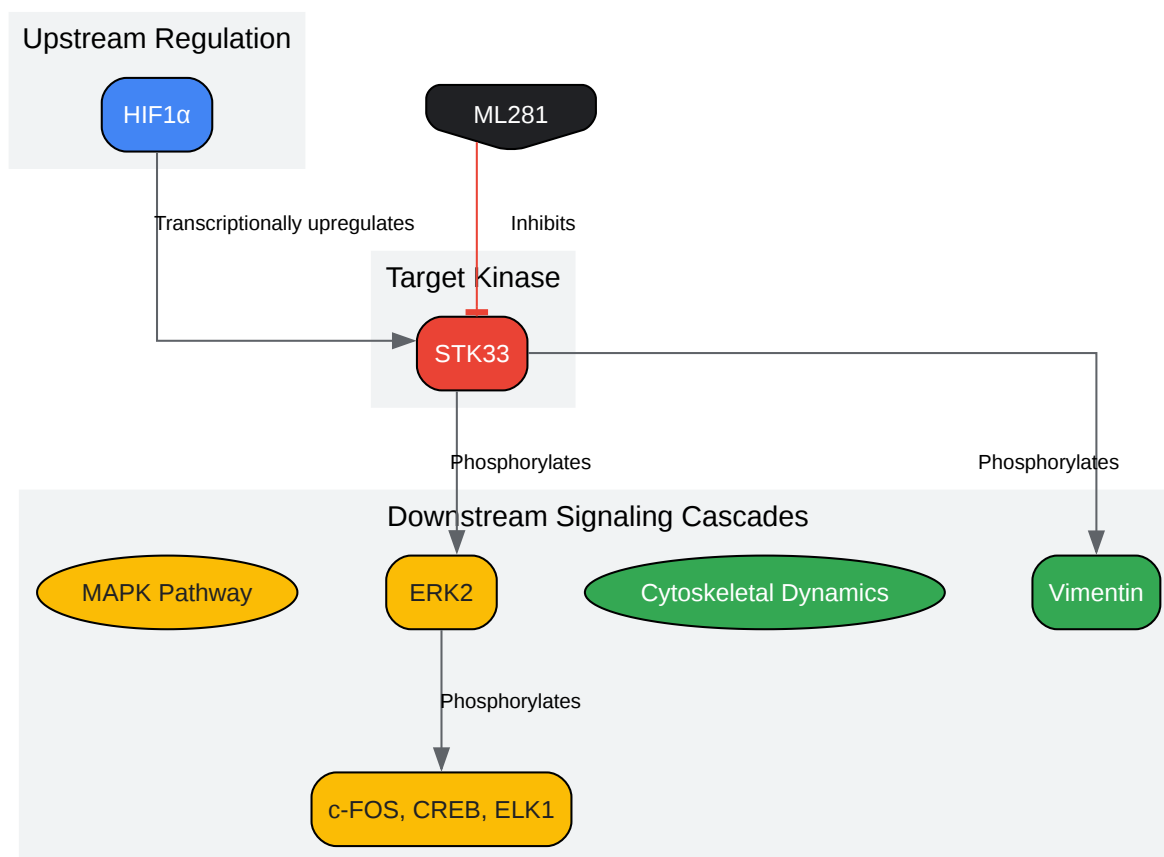 Upstream Regulation
HIF1α
ML281
Transcriptionally upregulates
Inhibits
Target Kinase
STK33
Phosphorylates
Phosphorylates
Downstream Signaling Cascades
MAPK Pathway
ERK2
Cytoskeletal Dynamics
Vimentin
Phosphorylates
c-FOS, CREB, ELK1